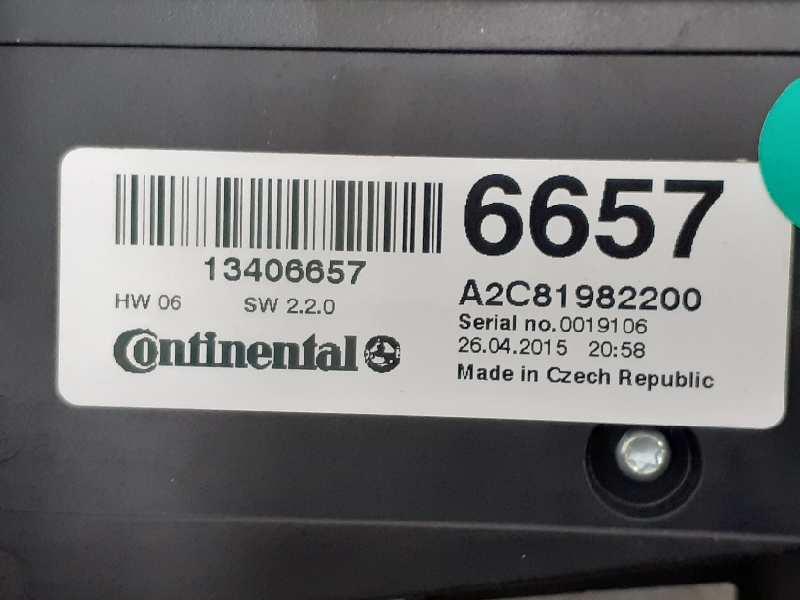 6657
13406657
HW 06 SW 2.2.0
Continental
A2C81982200
Serial no.0019106
26.04.2015 20:58
Made in Czech Republic